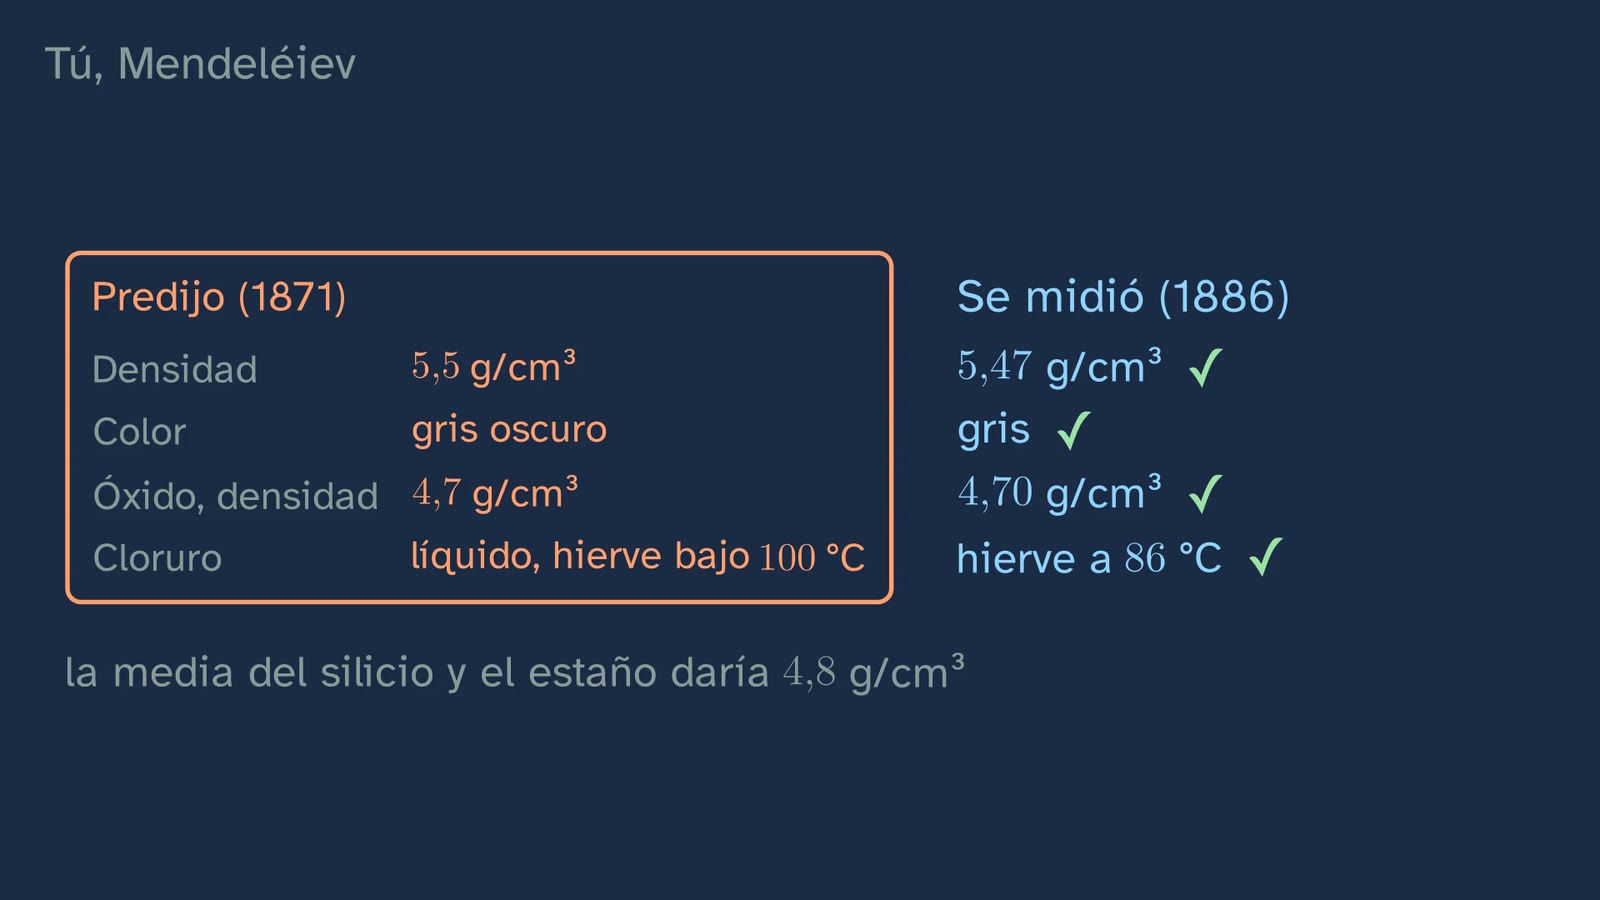 Tú, Mendeléiev
Predijo (1871)
Se midió (1886)
Densidad 5,5 g/cm³ 5,47 g/cm³ ✓
Color gris oscuro gris ✓
Óxido, densidad 4,7 g/cm³ 4,70 g/cm³ ✓
Cloruro líquido, hierve bajo 100 °C hierve a 86 °C ✓
la media del silicio y el estaño daría 4,8 g/cm³